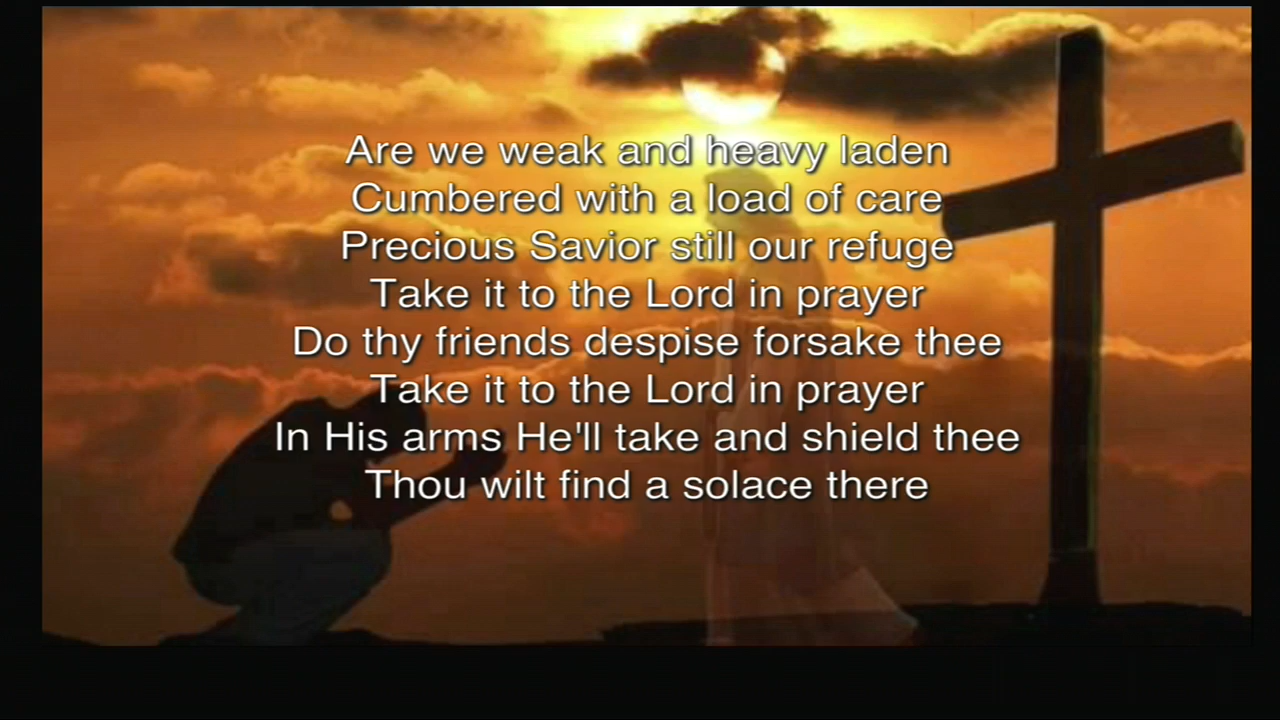 Are we weak and heavy laden
Cumbered with a load of care
Precious Savior still our refuge
Take it to the Lord in prayer
Do thy friends despise forsake thee
Take it to the Lord in prayer
In His arms He'll take and shield thee
Thou wilt find a solace there